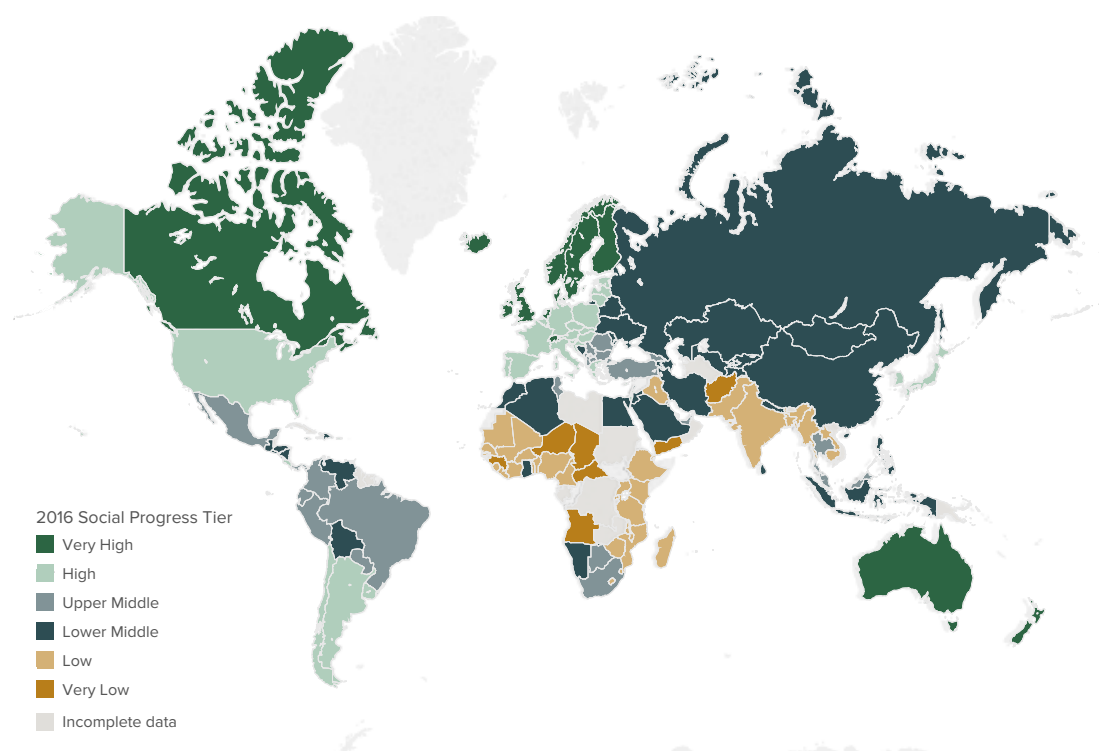 2016 Social Progress Tier
Very High
High
Upper Middle
Lower Middle
Low
Very Low
Incomplete data